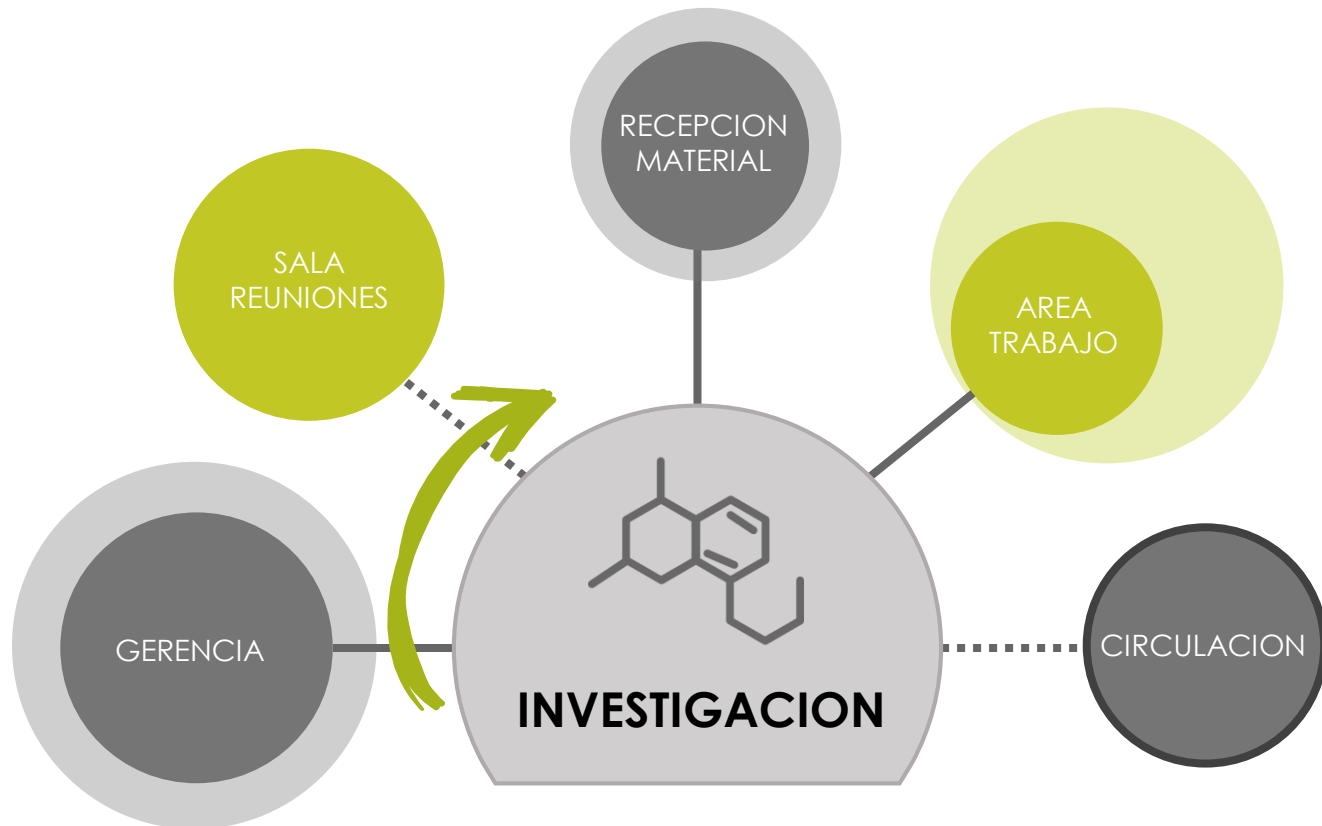 RECEPCION
MATERIAL
SALA
REUNIONES
AREA
TRABAJO
GERENCIA
CIRCULACION
INVESTIGACION